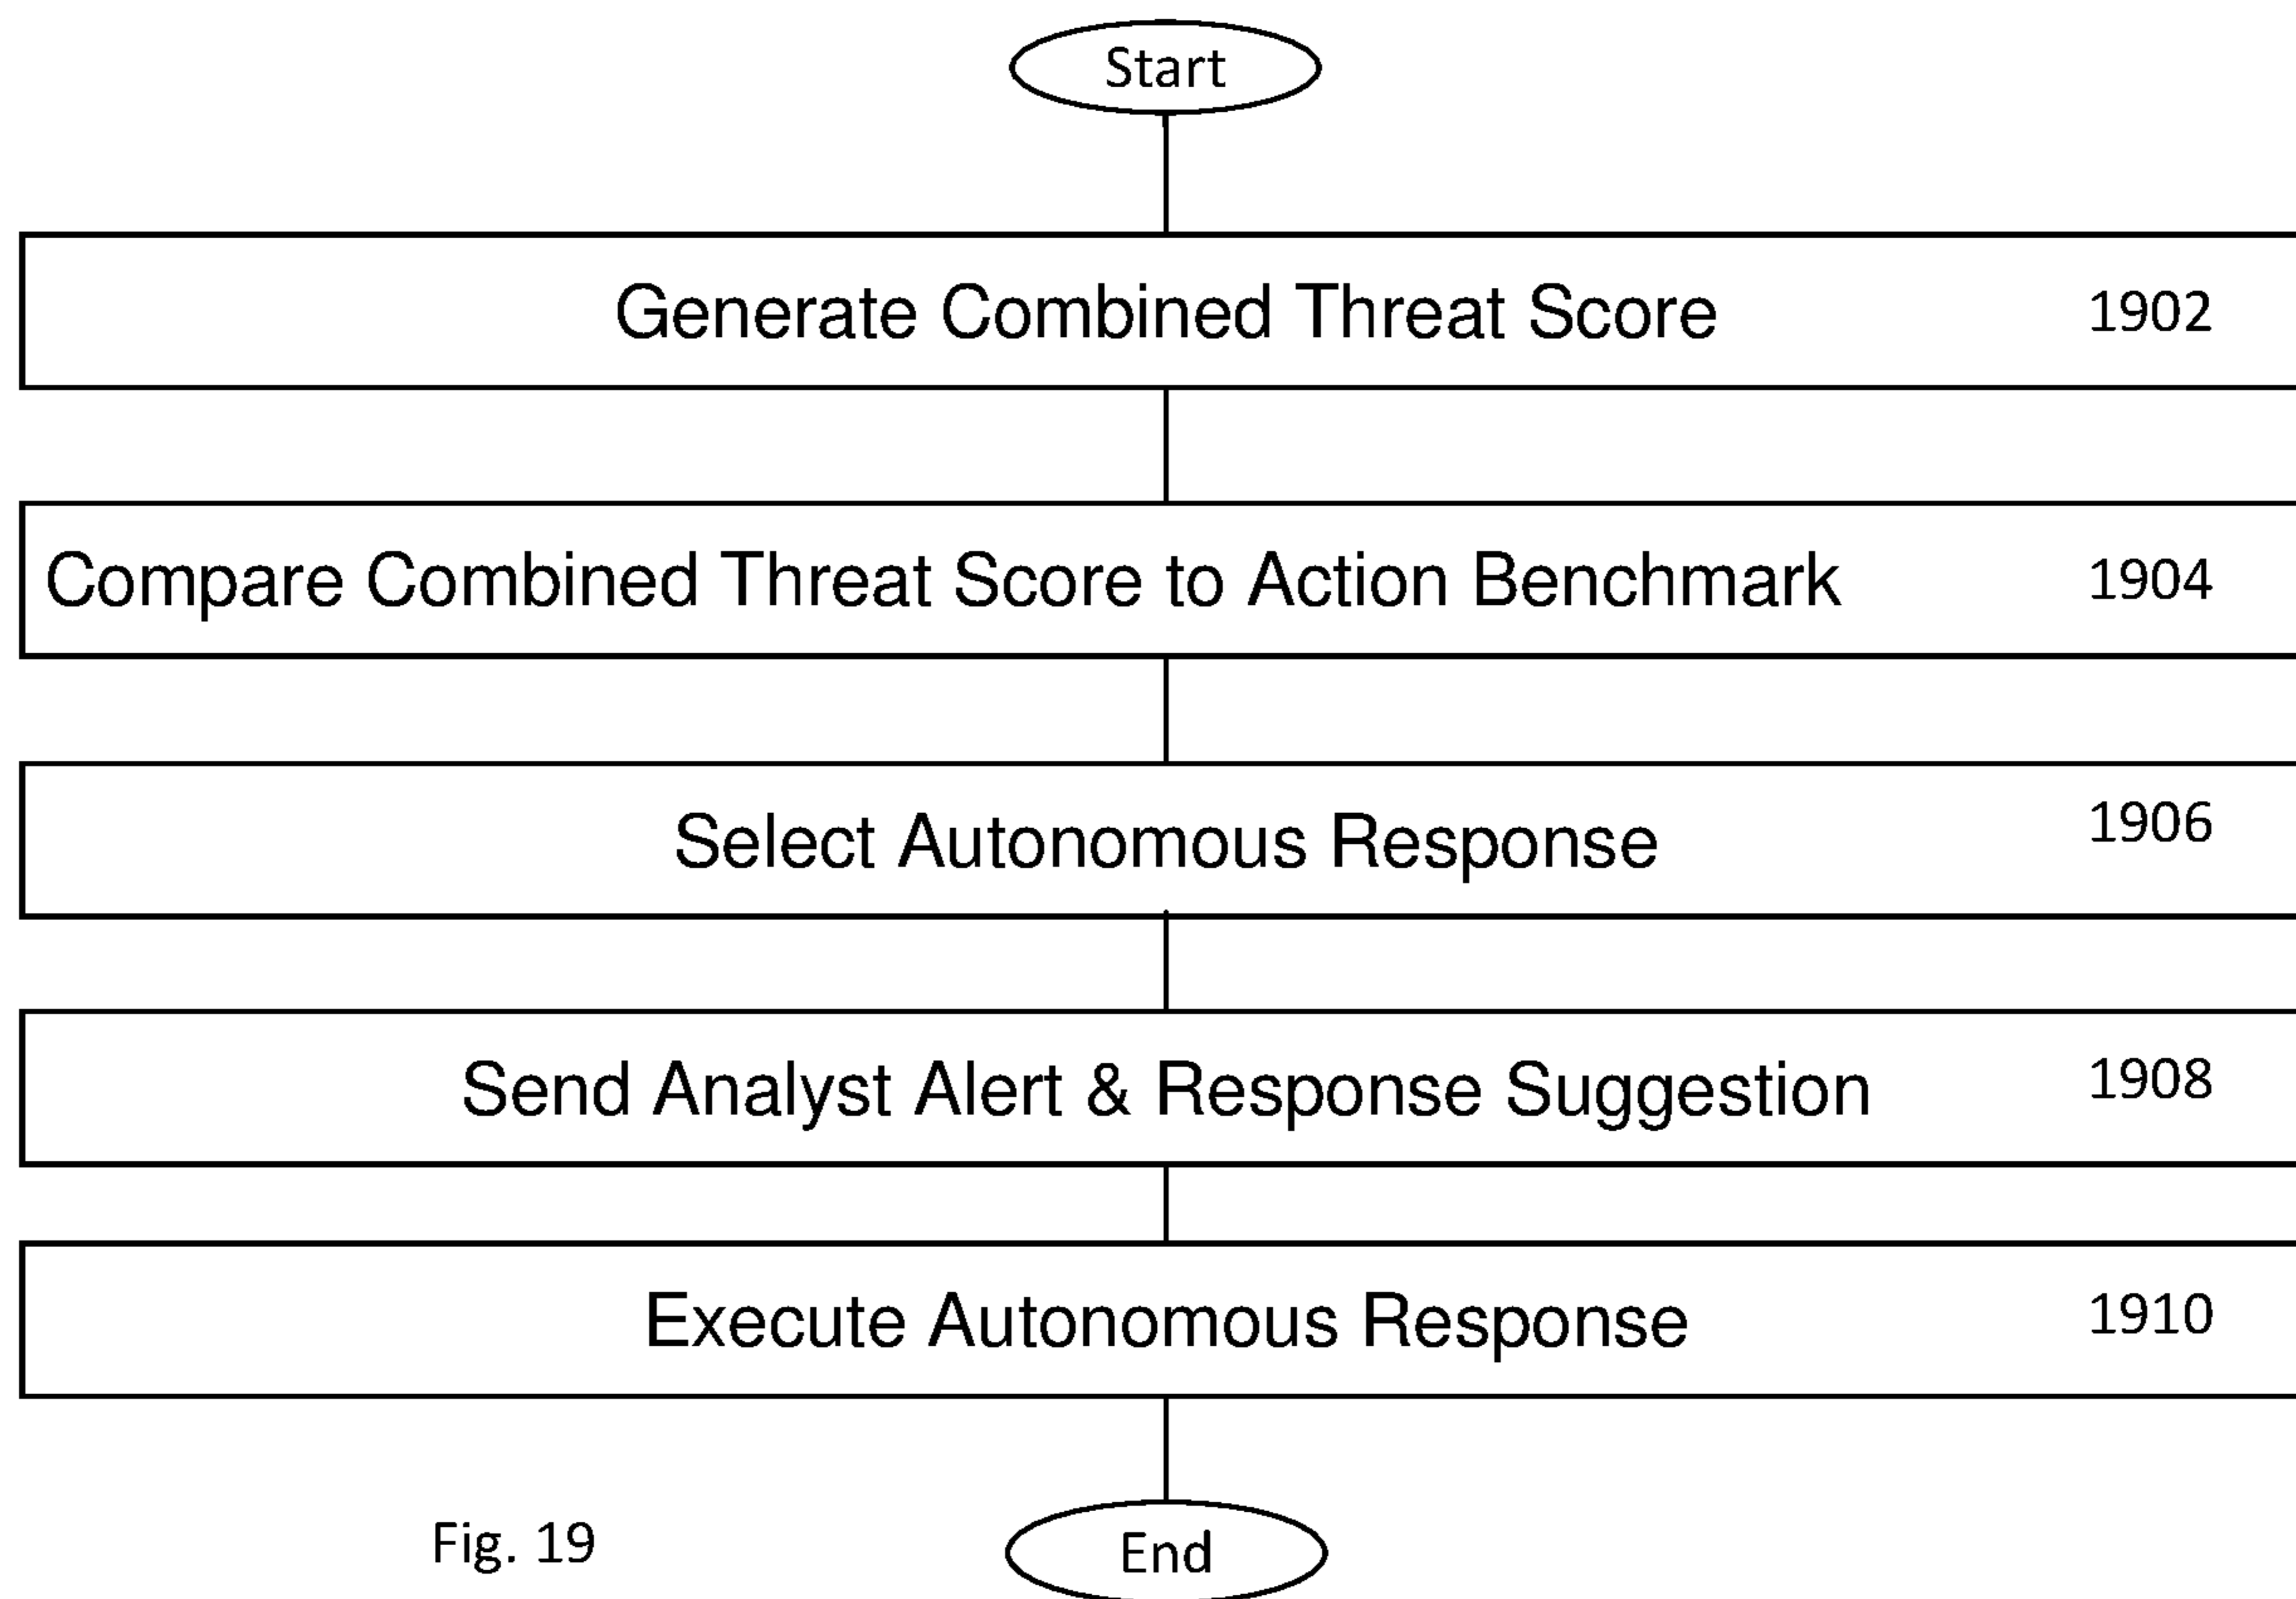 Start
Generate Combined Threat Score 1902
Compare Combined Threat Score to Action Benchmark 1904
Select Autonomous Response 1906
Send Analyst Alert & Response Suggestion 1908
Execute Autonomous Response 1910
Fig. 19
End